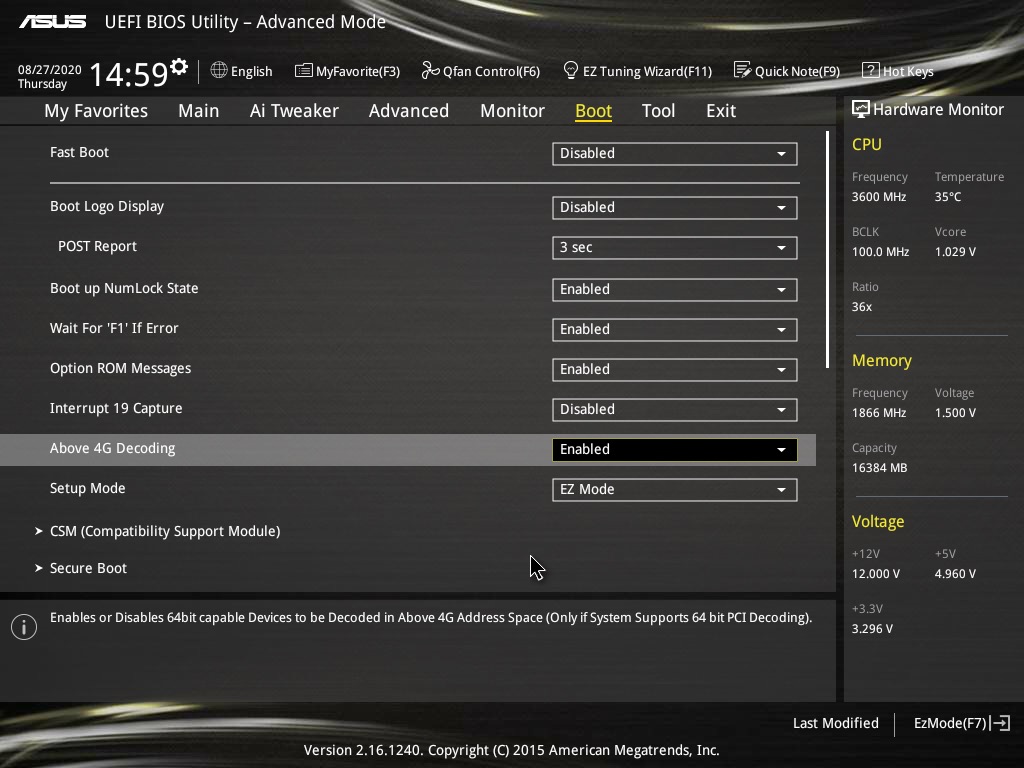 ASUS UEFI BIOS Utility – Advanced Mode
08/27/2020
Thursday
14:59
English
MyFavorite(F3)
Qfan Control(F6)
EZ Tuning Wizard(F11)
Quick Note(F9)
? Hot Keys
My Favorites
Main
Ai Tweaker
Advanced
Monitor
Boot
Tool
Exit
Fast Boot Disabled
Boot Logo Display Disabled
POST Report 3 sec
Boot up NumLock State Enabled
Wait For 'F1' If Error Enabled
Option ROM Messages Enabled
Interrupt 19 Capture Disabled
Above 4G Decoding Enabled
Setup Mode EZ Mode
CSM (Compatibility Support Module)
Secure Boot
i Enables or Disables 64bit capable Devices to be Decoded in Above 4G Address Space (Only if System Supports 64 bit PCI Decoding).
Hardware Monitor
CPU
Frequency Temperature
3600 MHz 35°C
BCLK Vcore
100.0 MHz 1.029 V
Ratio
36x
Memory
Frequency Voltage
1866 MHz 1.500 V
Capacity
16384 MB
Voltage
+12V +5V
12.000 V 4.960 V
+3.3V
3.296 V
Last Modified
EzMode(F7)
Version 2.16.1240. Copyright (C) 2015 American Megatrends, Inc.